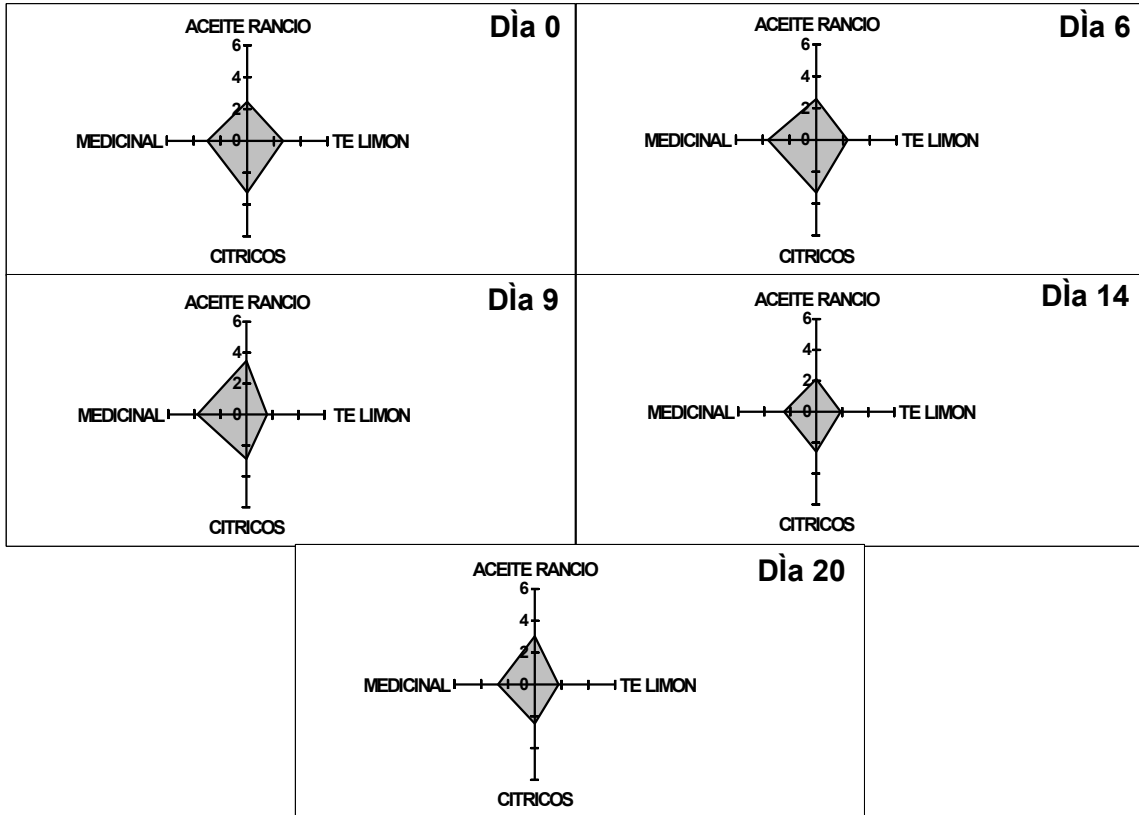 ACEITE RANCIO
DÌa 0
6
4
2
MEDICINAL 0 TE LIMON
CITRICOS
ACEITE RANCIO
DÌa 6
6
4
2
MEDICINAL 0 TE LIMON
CITRICOS
ACEITE RANCIO
DÌa 9
6
4
2
MEDICINAL 0 TE LIMON
CITRICOS
ACEITE RANCIO
DÌa 14
6
4
2
MEDICINAL 0 TE LIMON
CITRICOS
ACEITE RANCIO
DÌa 20
6
4
2
MEDICINAL 0 TE LIMON
CITRICOS